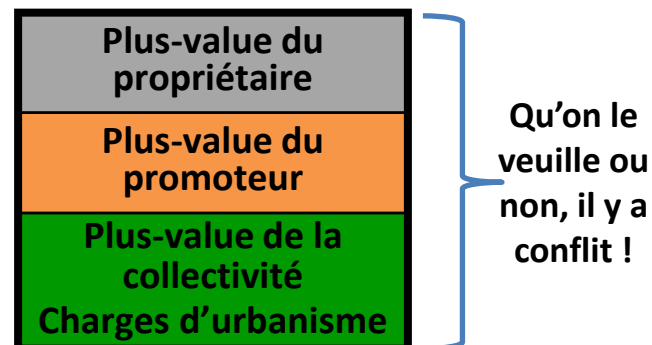 Plus-value du
propriétaire
Plus-value du
promoteur
Plus-value de la
collectivité
Charges d’urbanisme
Qu’on le
veuille ou
non, il y a
conflit !